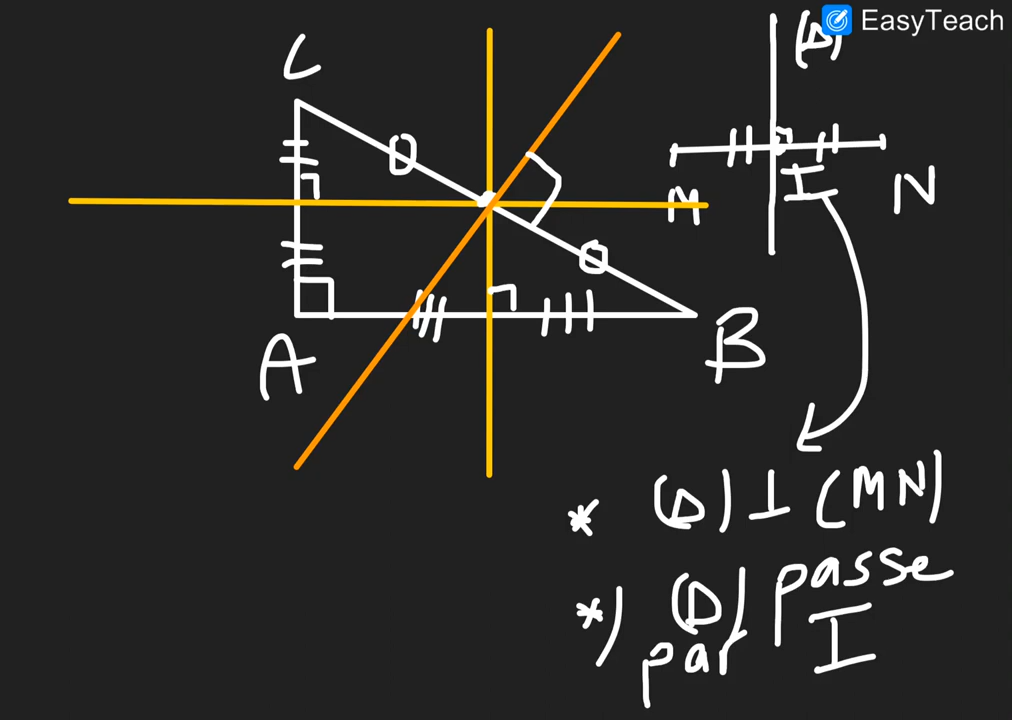 EasyTeach
(D)
C
M I N
A
B
* (D) ⊥ (MN)
*) (D) passe
par I